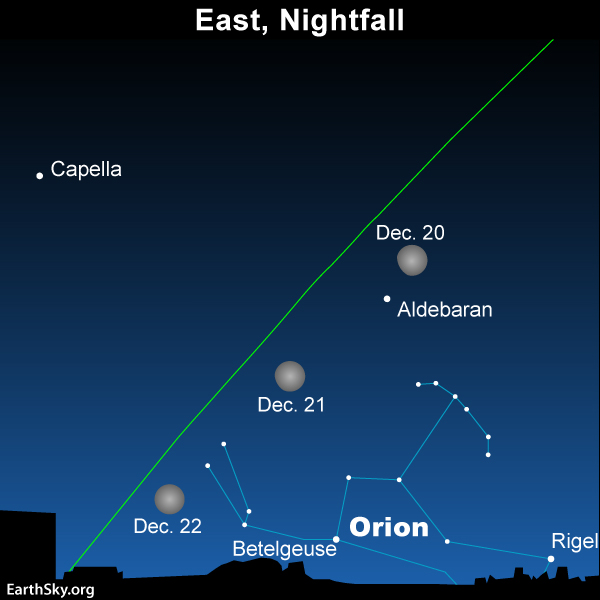 East, Nightfall
Capella
Dec. 20
Aldebaran
Dec. 21
Dec. 22
Orion
Betelgeuse
Rigel
EarthSky.org